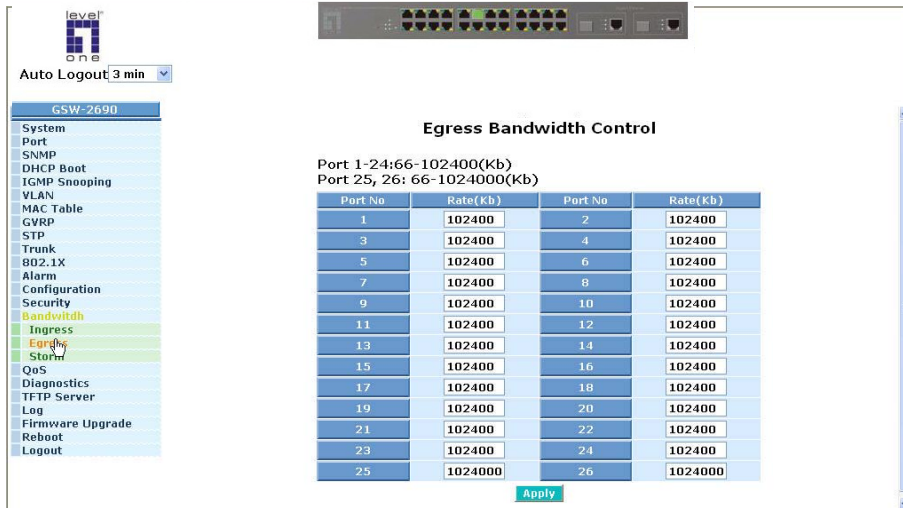 level
one
Auto Logout 3 min
GSW-2690
System
Port
SNMP
DHCP Boot
IGMP Snooping
VLAN
MAC Table
GVRP
STP
Trunk
802.1X
Alarm
Configuration
Security
Bandwitdh
Ingress
Egress
Storm
QoS
Diagnostics
TFTP Server
Log
Firmware Upgrade
Reboot
Logout
Egress Bandwidth Control
Port 1-24:66-102400(Kb)
Port 25, 26: 66-1024000(Kb)
Port No Rate(Kb) Port No Rate(Kb)
1 102400 2 102400
3 102400 4 102400
5 102400 6 102400
7 102400 8 102400
9 102400 10 102400
11 102400 12 102400
13 102400 14 102400
15 102400 16 102400
17 102400 18 102400
19 102400 20 102400
21 102400 22 102400
23 102400 24 102400
25 1024000 26 1024000
Apply